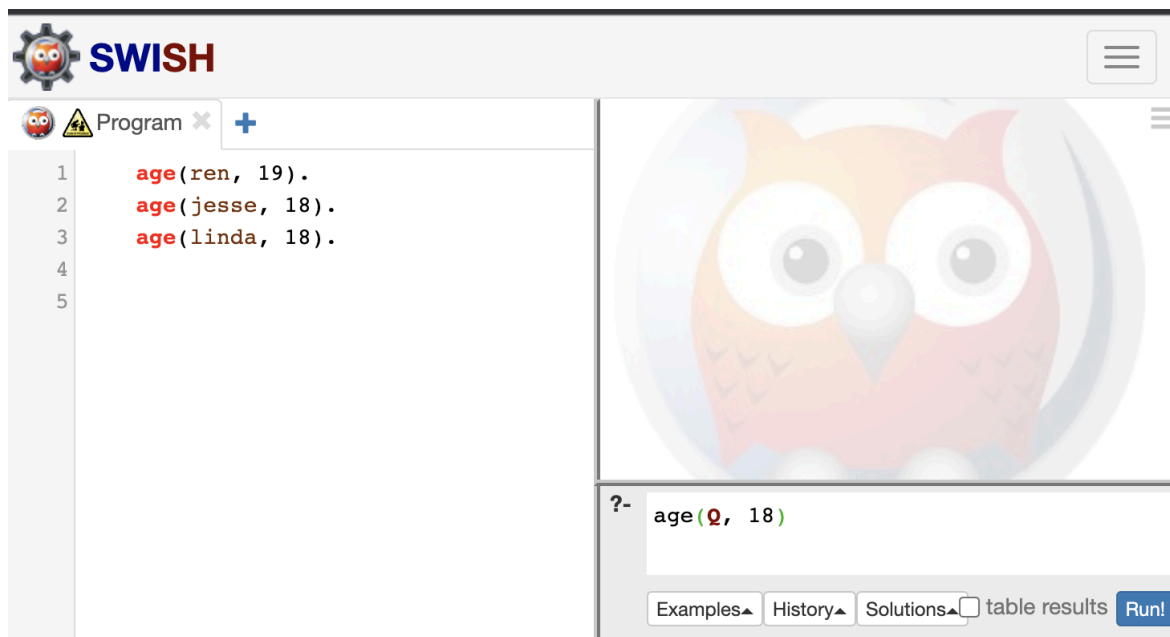 SWISH
Program
1 age(ren, 19).
2 age(jesse, 18).
3 age(linda, 18).
4
5
?- age(Q, 18)
Examples History Solutions table results Run!